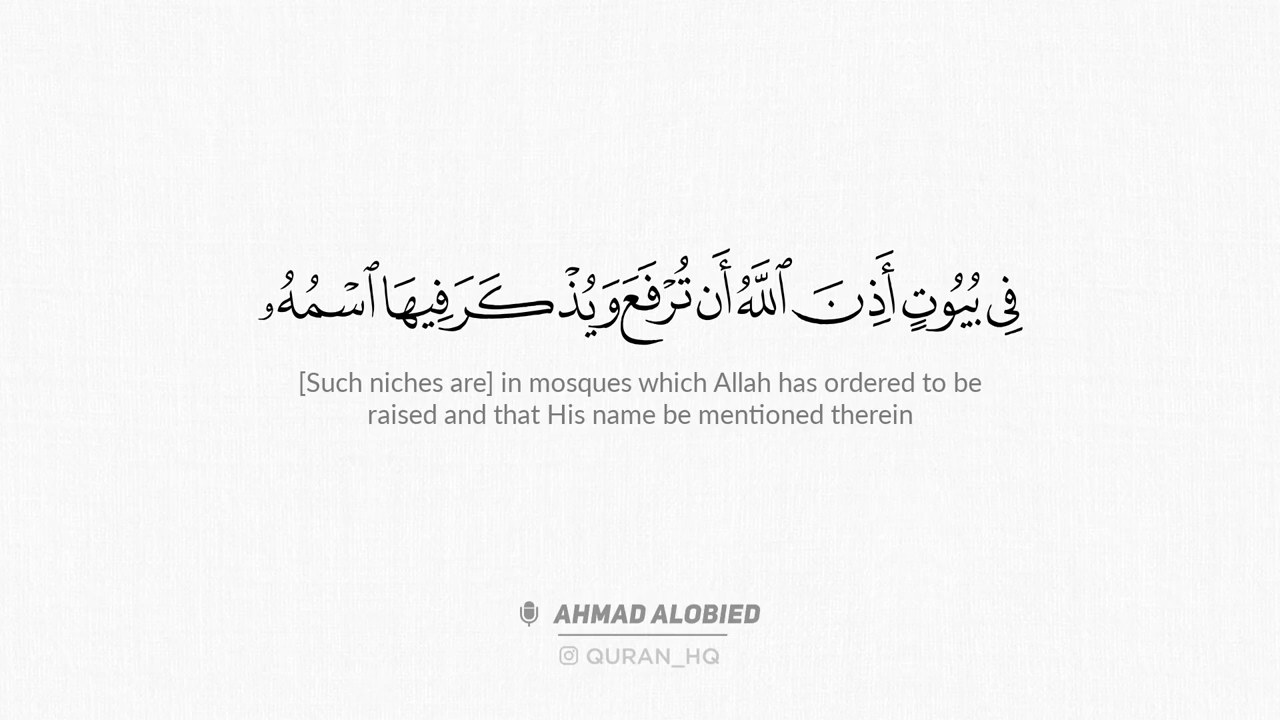 فِى بُيُوتٍ أَذِنَ ٱللَّهُ أَن تُرْفَعَ وَيُذْكَرَ فِيهَا ٱسْمُهُۥ
[Such niches are] in mosques which Allah has ordered to be
raised and that His name be mentioned therein
AHMAD ALOBIED
QURAN_HQ